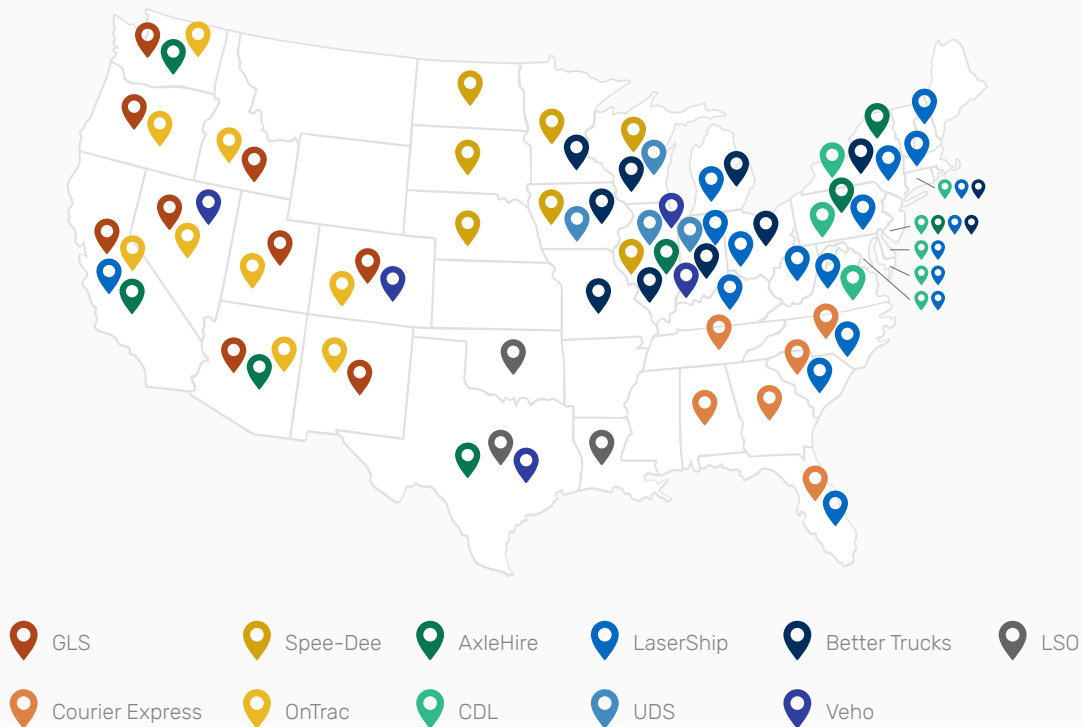 GLS Spee-Dee AxleHire LaserShip Better Trucks LSO
Courier Express OnTrac CDL UDS Veho